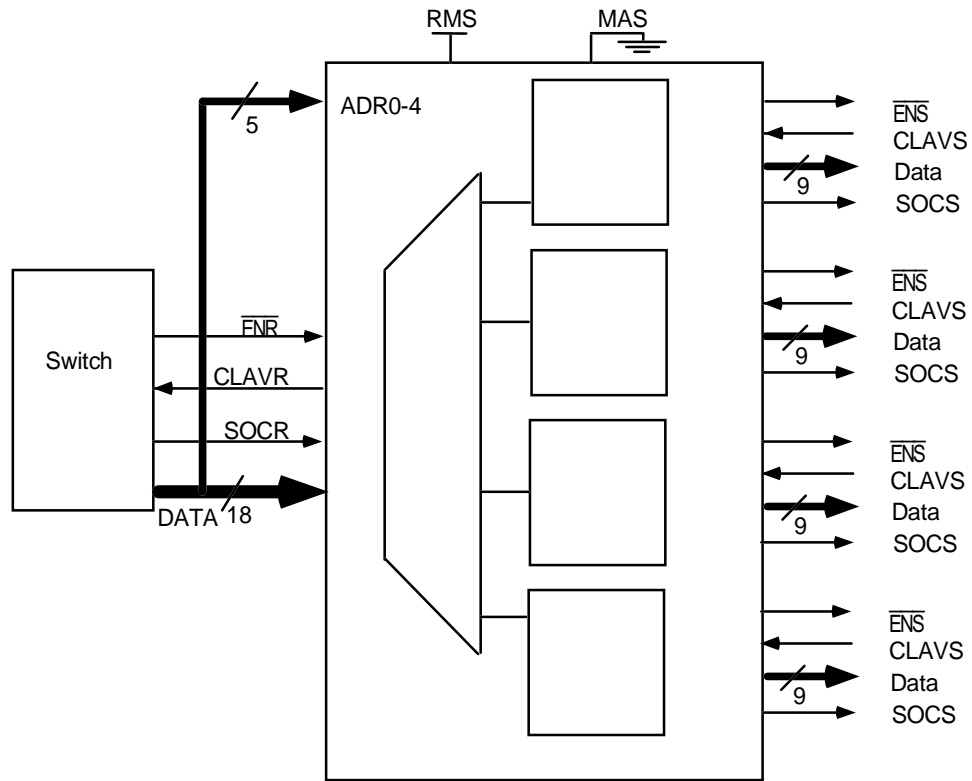 RMS
MAS
ADR0-4
5
Switch
ENR
CLAVR
SOCR
DATA
18
ENS
CLAVS
Data
9
SOCS
ENS
CLAVS
Data
9
SOCS
ENS
CLAVS
Data
9
SOCS
ENS
CLAVS
Data
9
SOCS